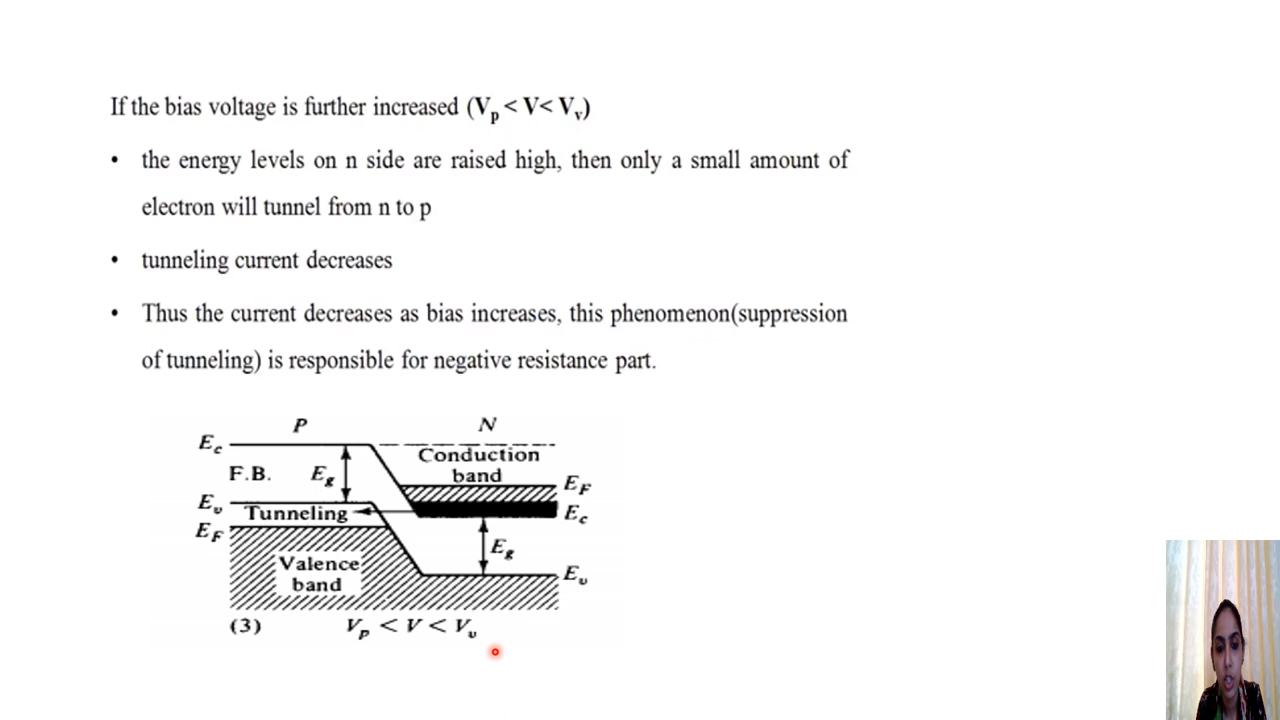 If the bias voltage is further increased (Vp < V< Vv)
• the energy levels on n side are raised high, then only a small amount of
electron will tunnel from n to p
• tunneling current decreases
• Thus the current decreases as bias increases, this phenomenon(suppression
of tunneling) is responsible for negative resistance part.
P N
Ec
Conduction
band
F.B. Eg
EF
Ev
Tunneling
Ec
EF
Eg
Valence
band
Ev
(3) Vp < V < Vv